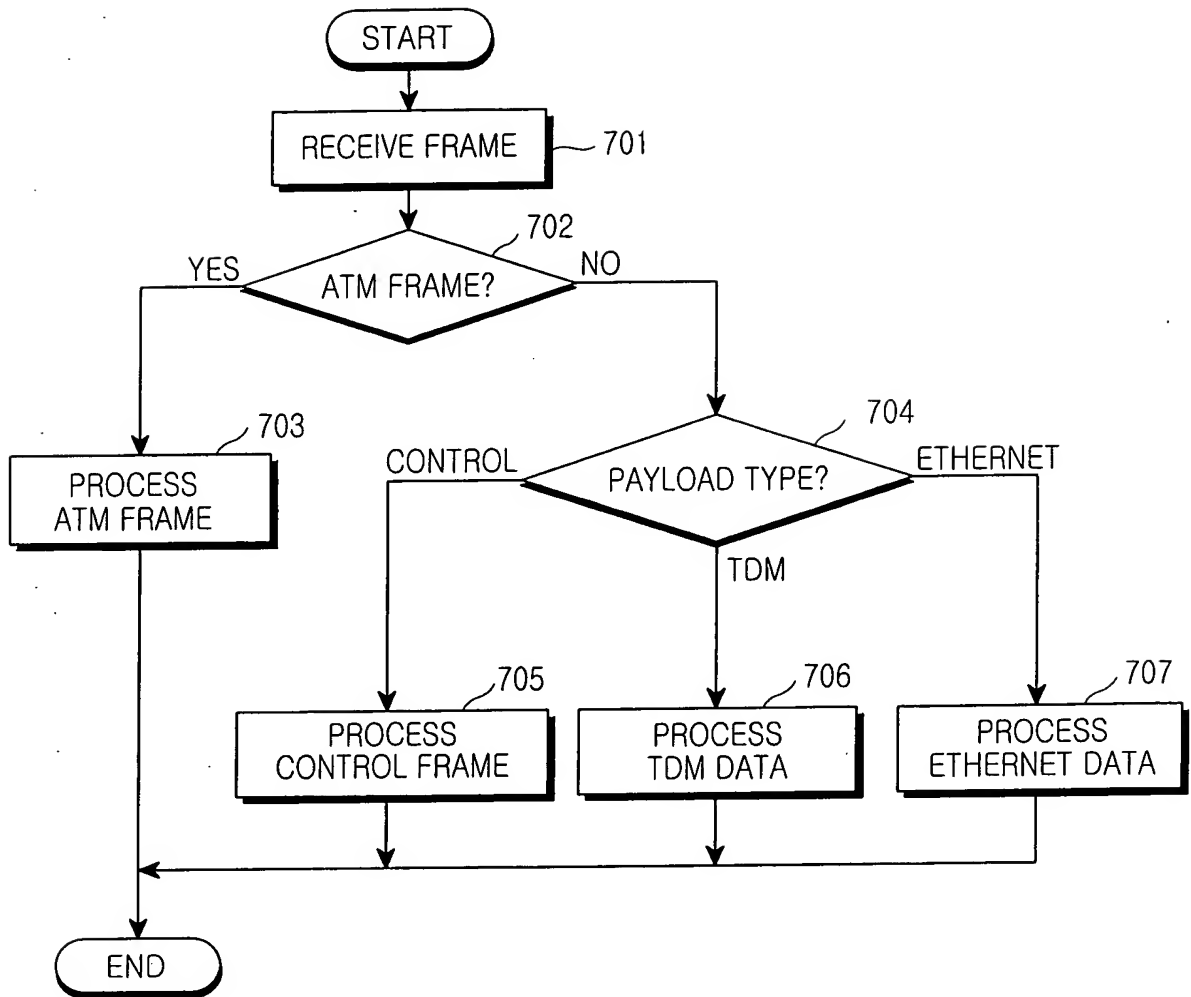 START
RECEIVE FRAME
701
702
YES
NO
ATM FRAME?
703
704
PROCESS
ATM FRAME
CONTROL
ETHERNET
PAYLOAD TYPE?
TDM
705
706
707
PROCESS
CONTROL FRAME
PROCESS
TDM DATA
PROCESS
ETHERNET DATA
END